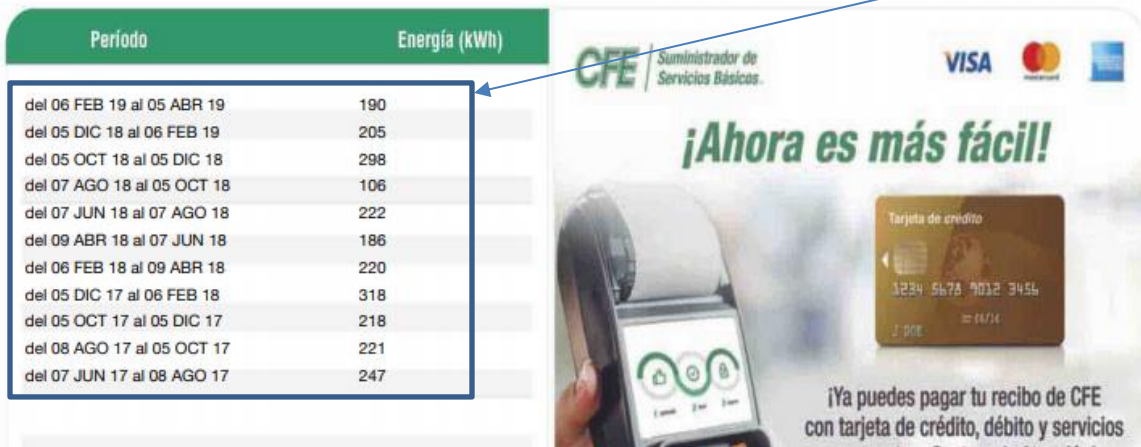 Período Energía (kWh)
del 06 FEB 19 al 05 ABR 19 190
del 05 DIC 18 al 06 FEB 19 205
del 05 OCT 18 al 05 DIC 18 298
del 07 AGO 18 al 05 OCT 18 106
del 07 JUN 18 al 07 AGO 18 222
del 09 ABR 18 al 07 JUN 18 186
del 06 FEB 18 al 09 ABR 18 220
del 05 DIC 17 al 06 FEB 18 318
del 05 OCT 17 al 05 DIC 17 218
del 08 AGO 17 al 05 OCT 17 221
del 07 JUN 17 al 08 AGO 17 247
CFE Suministrador de
Servicios Básicos.
VISA
mastercard
¡Ahora es más fácil!
Tarjeta de crédito
1234 5678 9012 3456
¡Ya puedes pagar tu recibo de CFE
con tarjeta de crédito, débito y servicios